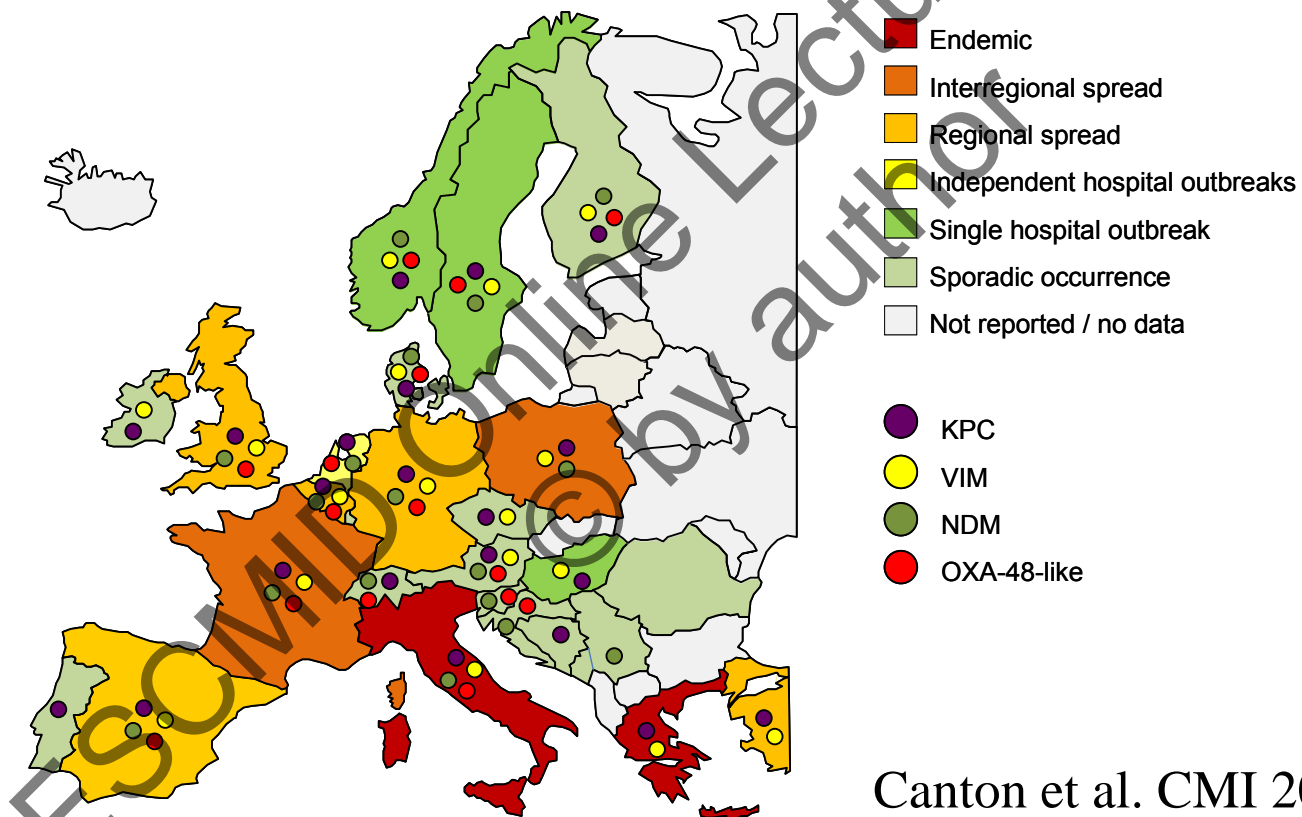 Endemic
Interregional spread
Regional spread
Independent hospital outbreaks
Single hospital outbreak
Sporadic occurrence
Not reported / no data
KPC
VIM
NDM
OXA-48-like
Canton et al. CMI
ESCMID Online
© by author